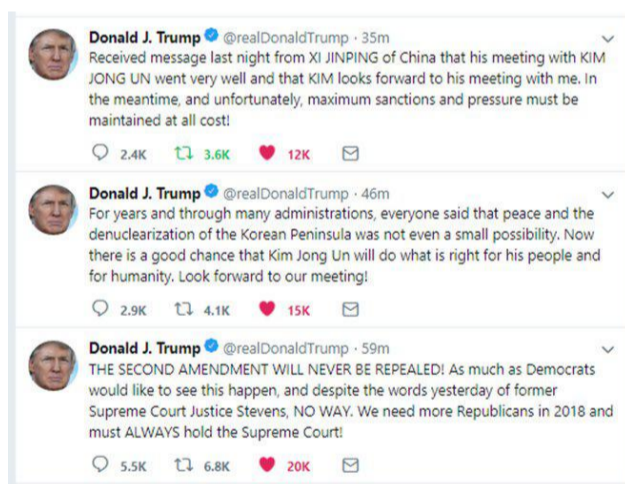 Donald J. Trump @realDonaldTrump · 35m
Received message last night from XI JINPING of China that his meeting with KIM
JONG UN went very well and that KIM looks forward to his meeting with me. In
the meantime, and unfortunately, maximum sanctions and pressure must be
maintained at all cost!
2.4K 3.6K 12K
Donald J. Trump @realDonaldTrump · 46m
For years and through many administrations, everyone said that peace and the
denuclearization of the Korean Peninsula was not even a small possibility. Now
there is a good chance that Kim Jong Un will do what is right for his people and
for humanity. Look forward to our meeting!
2.9K 4.1K 15K
Donald J. Trump @realDonaldTrump · 59m
THE SECOND AMENDMENT WILL NEVER BE REPEALED! As much as Democrats
would like to see this happen, and despite the words yesterday of former
Supreme Court Justice Stevens, NO WAY. We need more Republicans in 2018 and
must ALWAYS hold the Supreme Court!
5.5K 6.8K 20K